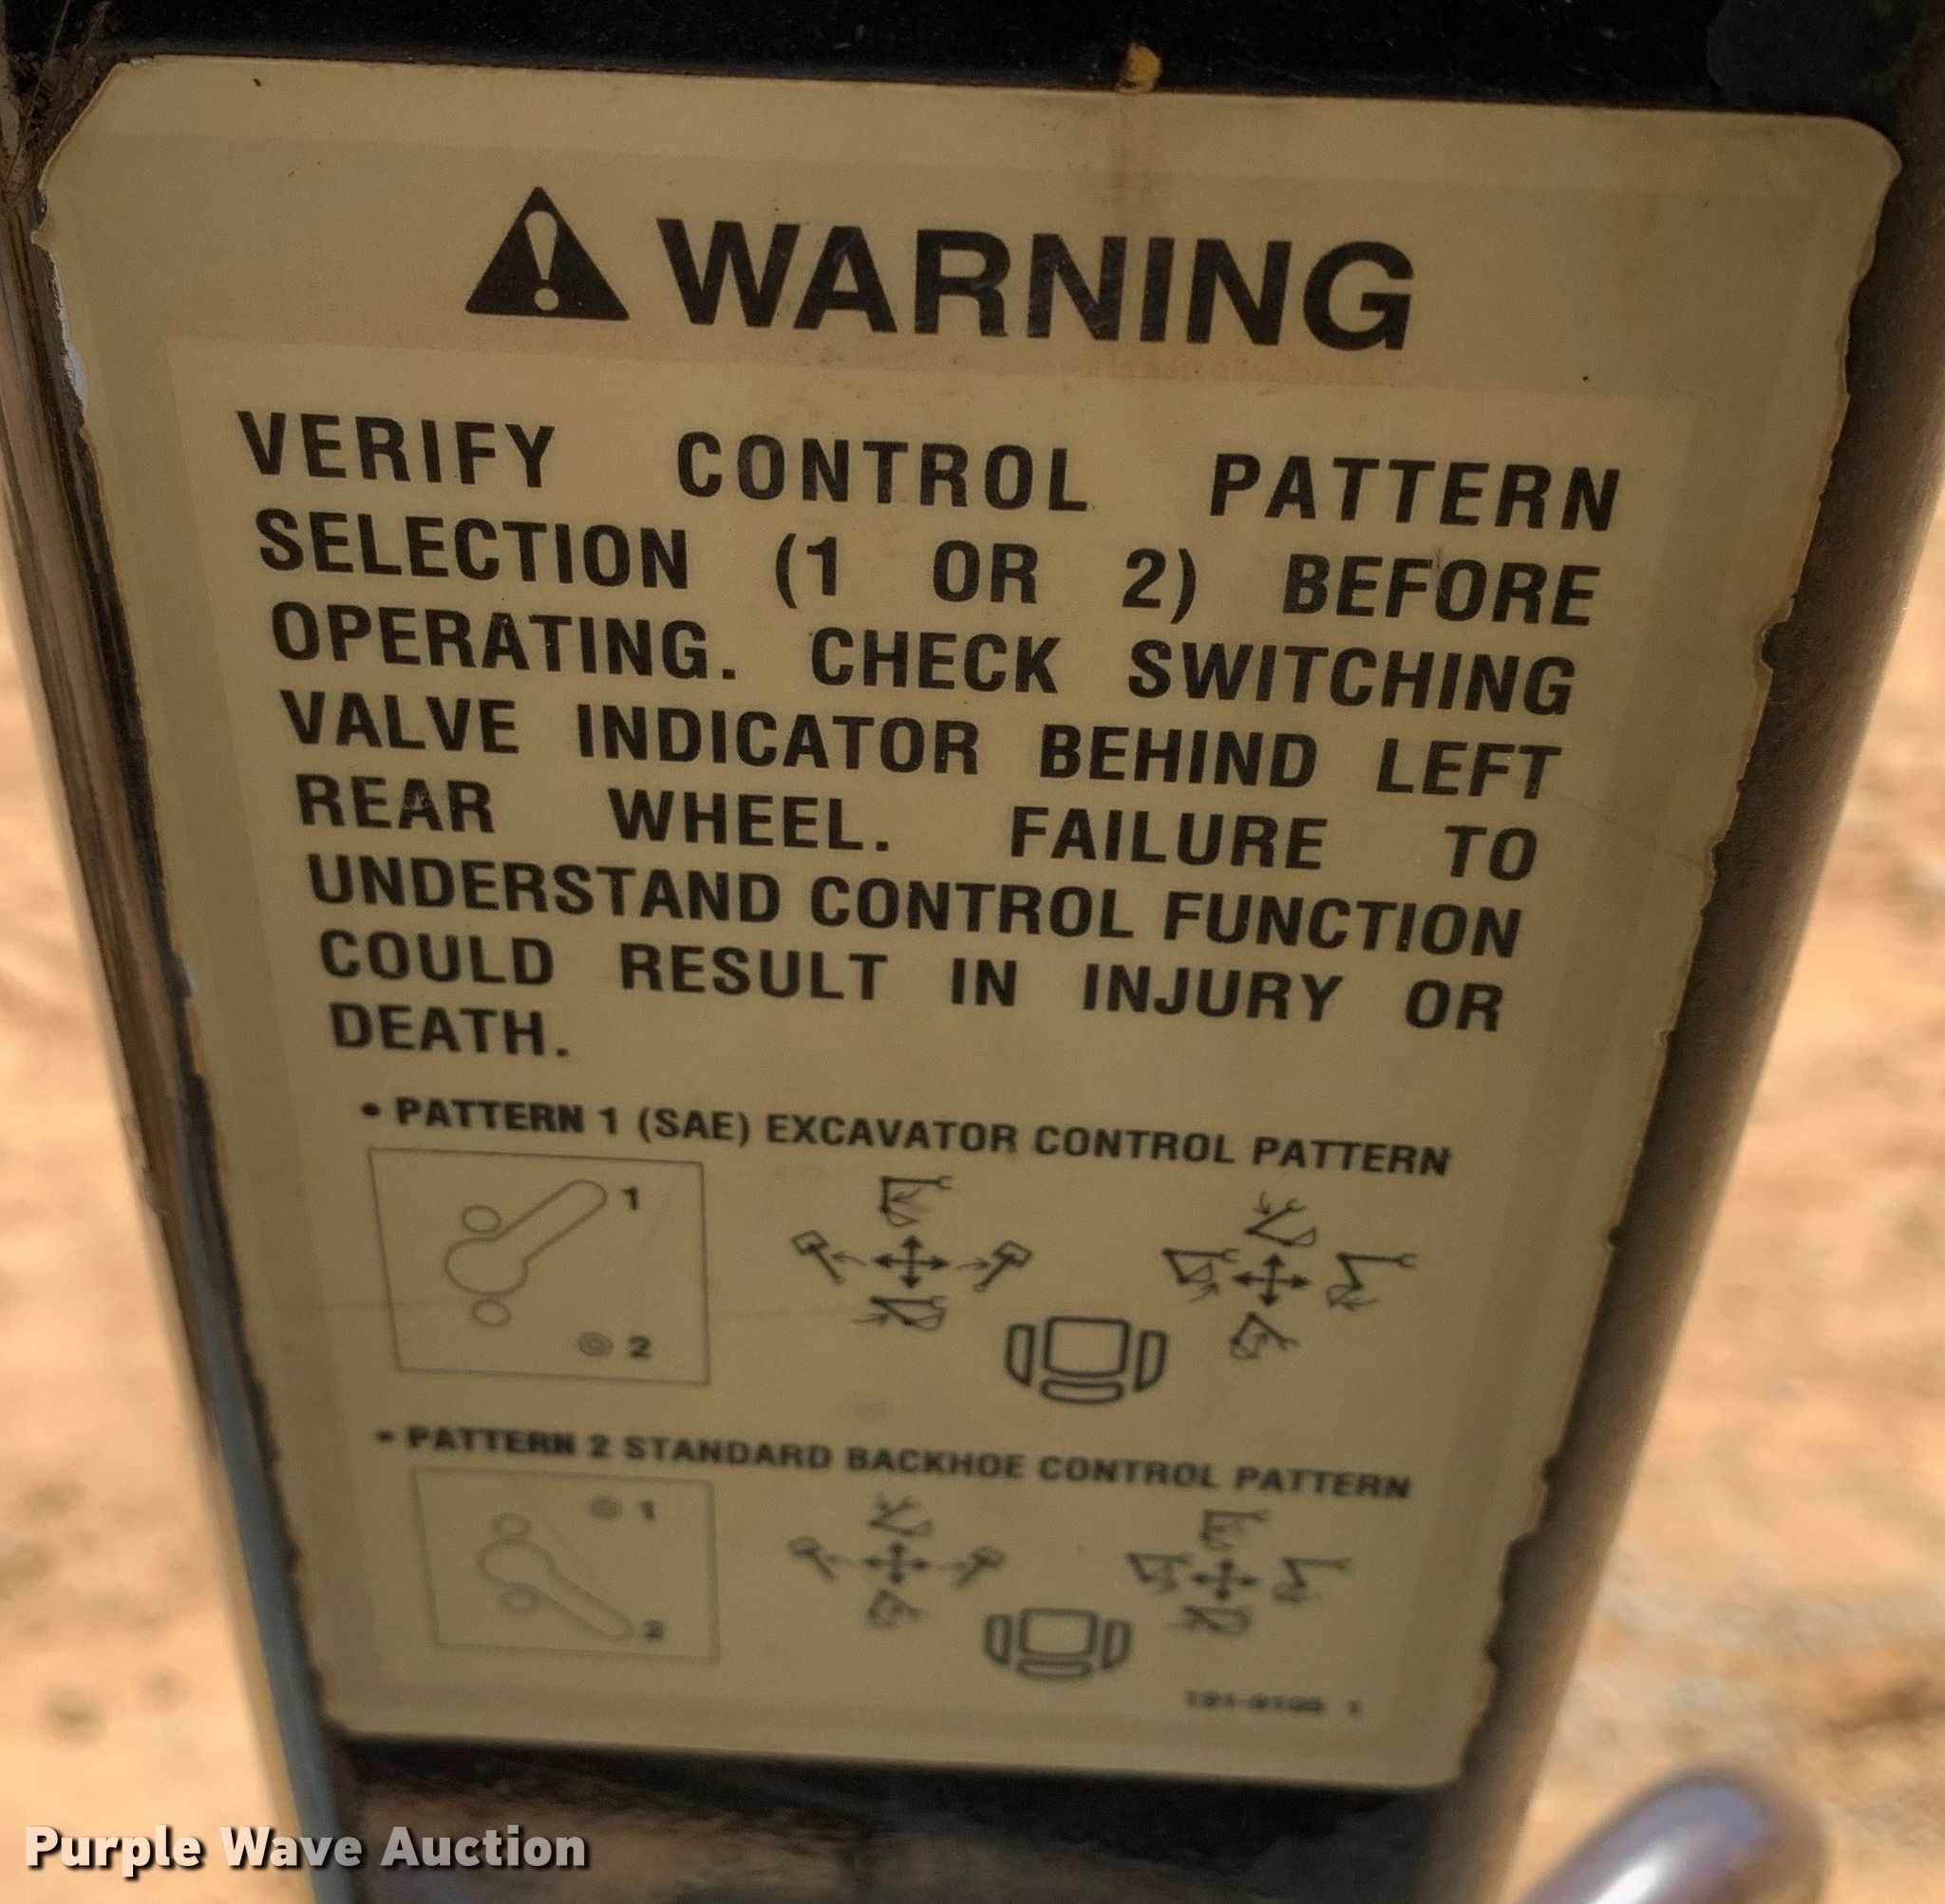 WARNING
VERIFY CONTROL PATTERN
SELECTION (1 OR 2) BEFORE
OPERATING. CHECK SWITCHING
VALVE INDICATOR BEHIND LEFT
REAR WHEEL. FAILURE TO
UNDERSTAND CONTROL FUNCTION
COULD RESULT IN INJURY OR
DEATH.
• PATTERN 1 (SAE) EXCAVATOR CONTROL PATTERN
1
2
• PATTERN 2 STANDARD BACKHOE CONTROL PATTERN
1
2
Purple Wave Auction